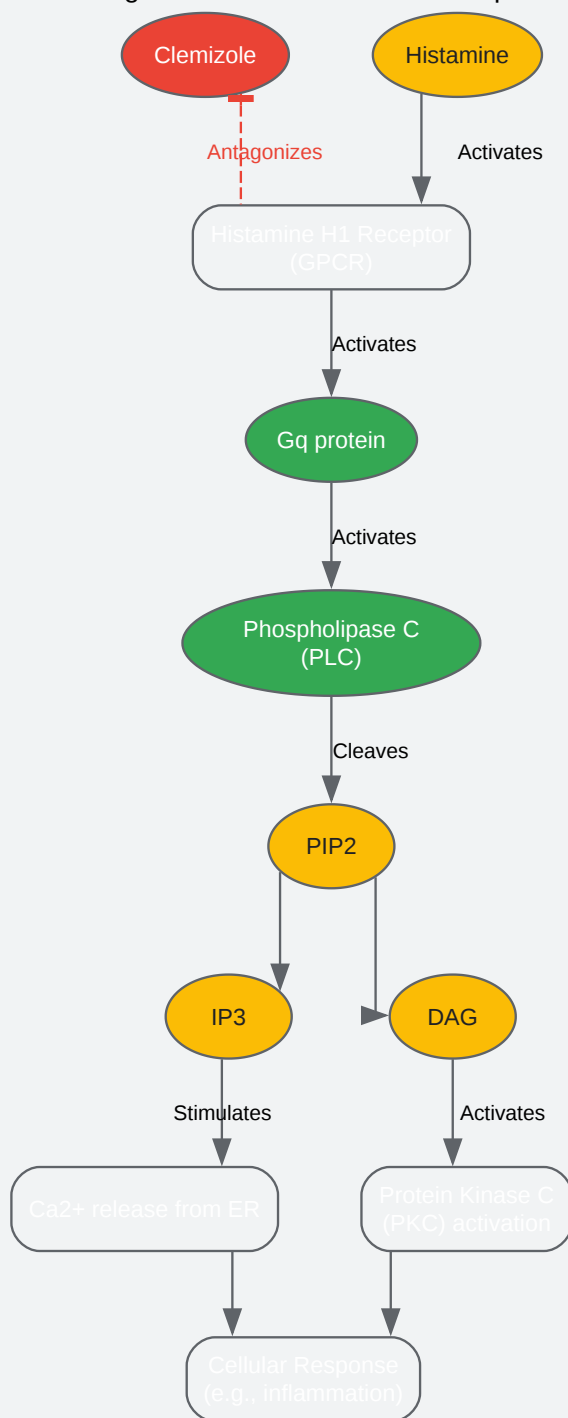 Clemizole
Histamine
Antagonizes
Activates
Histamine H1 Receptor
(GPCR)
Activates
Gq protein
Activates
Phospholipase C
(PLC)
Cleaves
PIP2
IP3
DAG
Stimulates
Activates
Ca2+ release from ER
Protein Kinase C
(PKC) activation
Cellular Response
(e.g., inflammation)